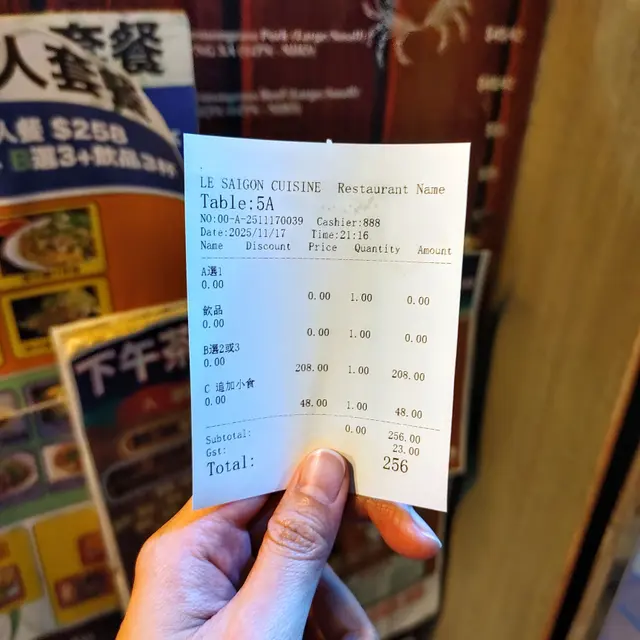 套餐
人套餐
人餐 $258
B選3+飲品3杯
下午茶
LE SAIGON CUISINE Restaurant Name
Table:5A
NO:00-A-2511170039 Cashier:888
Date:2025/11/17 Time:21:16
Name Discount Price Quantity Amount
A選1
0.00
0.00 1.00 0.00
飲品
0.00
0.00 1.00 0.00
B選2或3
0.00
208.00 1.00 208.00
C 追加小食
0.00
48.00 1.00 48.00
Subtotal: 0.00 256.00
Gst: 23.00
Total: 256